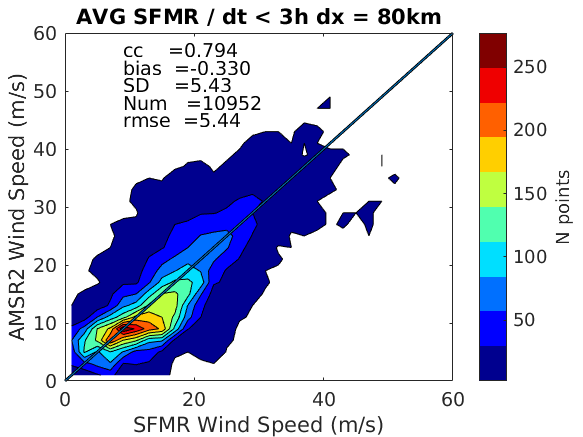 AVG SFMR / dt < 3h dx = 80km
cc =0.794
bias =-0.330
SD =5.43
Num =10952
rmse =5.44
60
50
40
30
20
10
0
AMSR2 Wind Speed (m/s)
0 20 40 60
SFMR Wind Speed (m/s)
250
200
150
100
50
N points